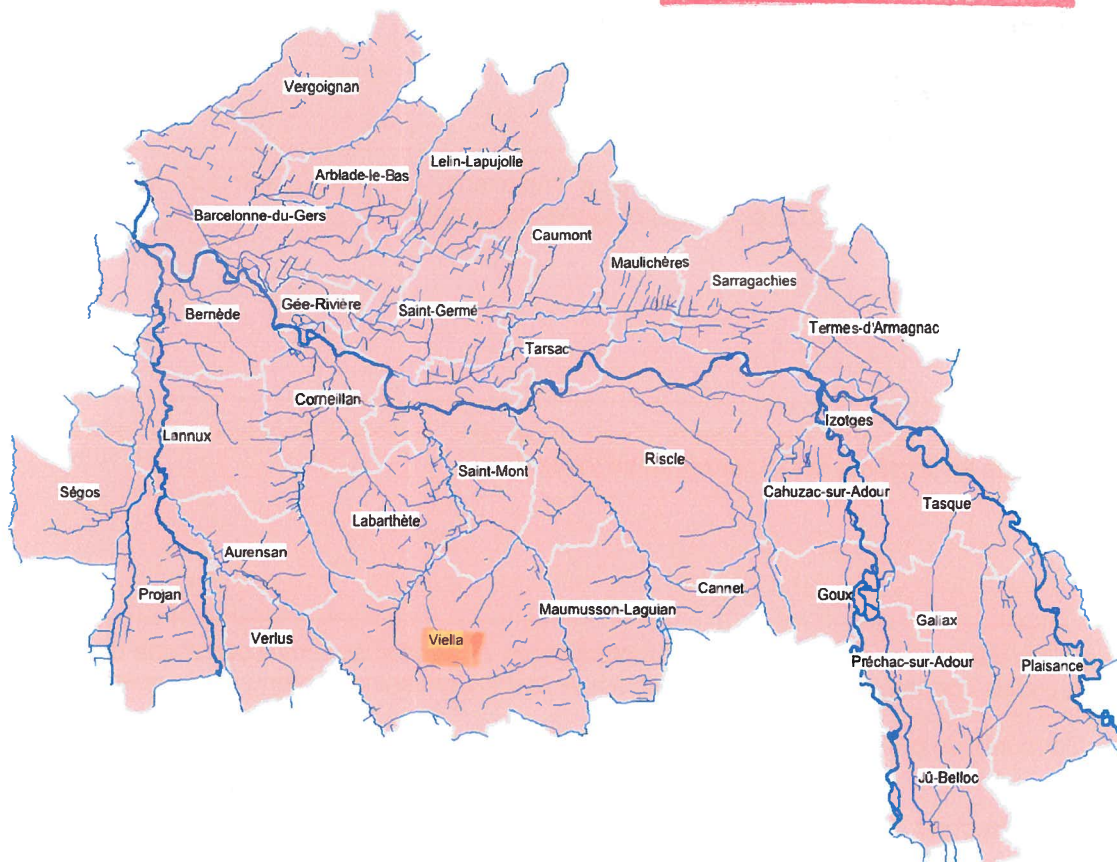 Vergoignan
Lelin-Lapujolle
Arblade-le-Bas
Barcelonne-du-Gers
Caumont
Maulichères
Sarragachies
Gée-Rivière
Saint-Germé
Bernède
Termes-d'Armagnac
Tarsac
Corneillan
Izotges
Lannux
Riscle
Saint-Mont
Ségos
Cahuzac-sur-Adour
Tasque
Labarthète
Aurensan
Projan
Cannet
Goux
Maumusson-Laguian
Galiax
Verlus
Viella
Préchac-sur-Adour
Plaisance
Jû-Belloc